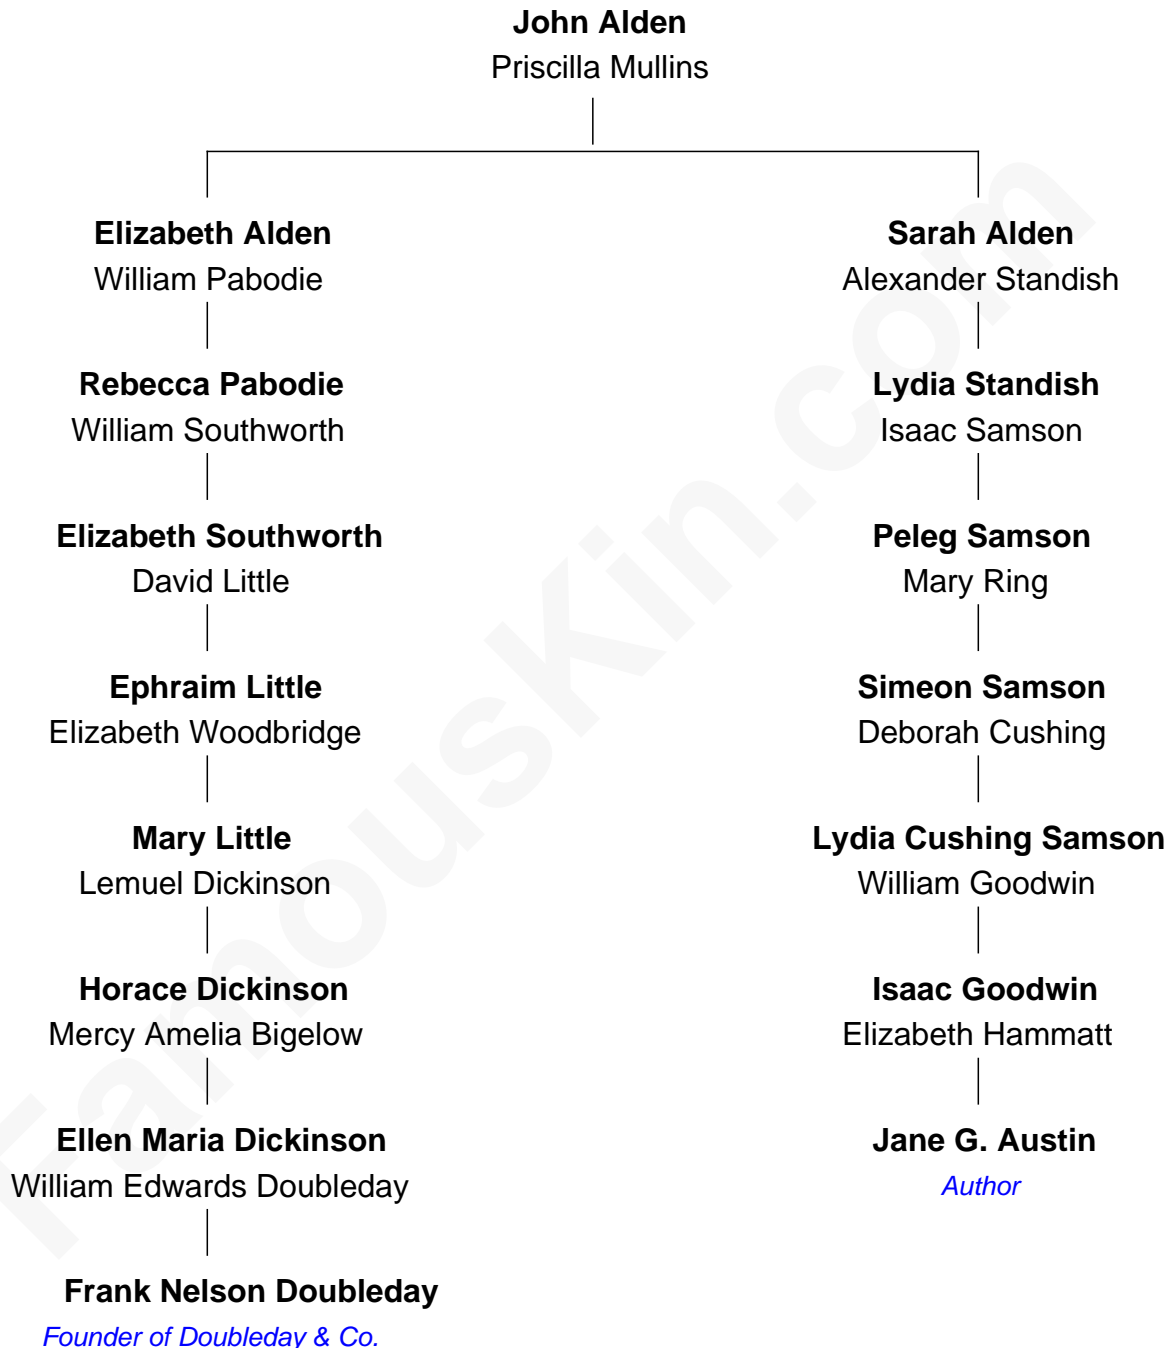 John Alden
Priscilla Mullins
Elizabeth Alden
William Pabodie
Rebecca Pabodie
William Southworth
Elizabeth Southworth
David Little
Ephraim Little
Elizabeth Woodbridge
Mary Little
Lemuel Dickinson
Horace Dickinson
Mercy Amelia Bigelow
Ellen Maria Dickinson
William Edwards Doubleday
Frank Nelson Doubleday
Founder of Doubleday & Co.
Sarah Alden
Alexander Standish
Lydia Standish
Isaac Samson
Peleg Samson
Mary Ring
Simeon Samson
Deborah Cushing
Lydia Cushing Samson
William Goodwin
Isaac Goodwin
Elizabeth Hammatt
Jane G. Austin
Author
FamousKin.com